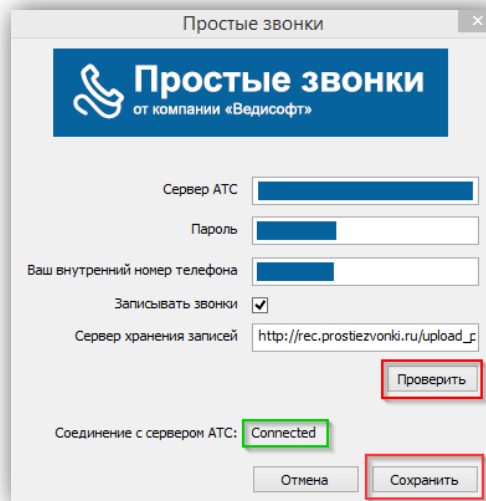 Простые звонки
Простые звонки
от компании «Ведисофт»
Сервер АТС
Пароль
Ваш внутренний номер телефона
Записывать звонки
Сервер хранения записей http://rec.prostiezvonki.ru/upload_p
Проверить
Соединение с сервером АТС: Connected
Отмена Сохранить